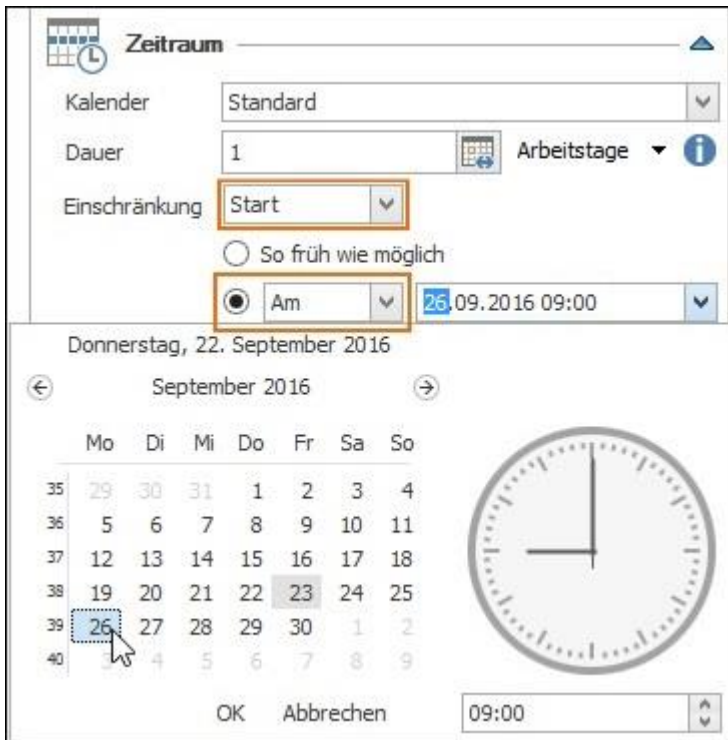 Zeitraum
Kalender Standard
Dauer 1 Arbeitstage
Einschränkung Start
So früh wie möglich
Am 26.09.2016 09:00
Donnerstag, 22. September 2016
September 2016
Mo Di Mi Do Fr Sa So
35 29 30 31 1 2 3 4
36 5 6 7 8 9 10 11
37 12 13 14 15 16 17 18
38 19 20 21 22 23 24 25
39 26 27 28 29 30 1 2
40 3 4 5 6 7 8 9
OK Abbrechen 09:00